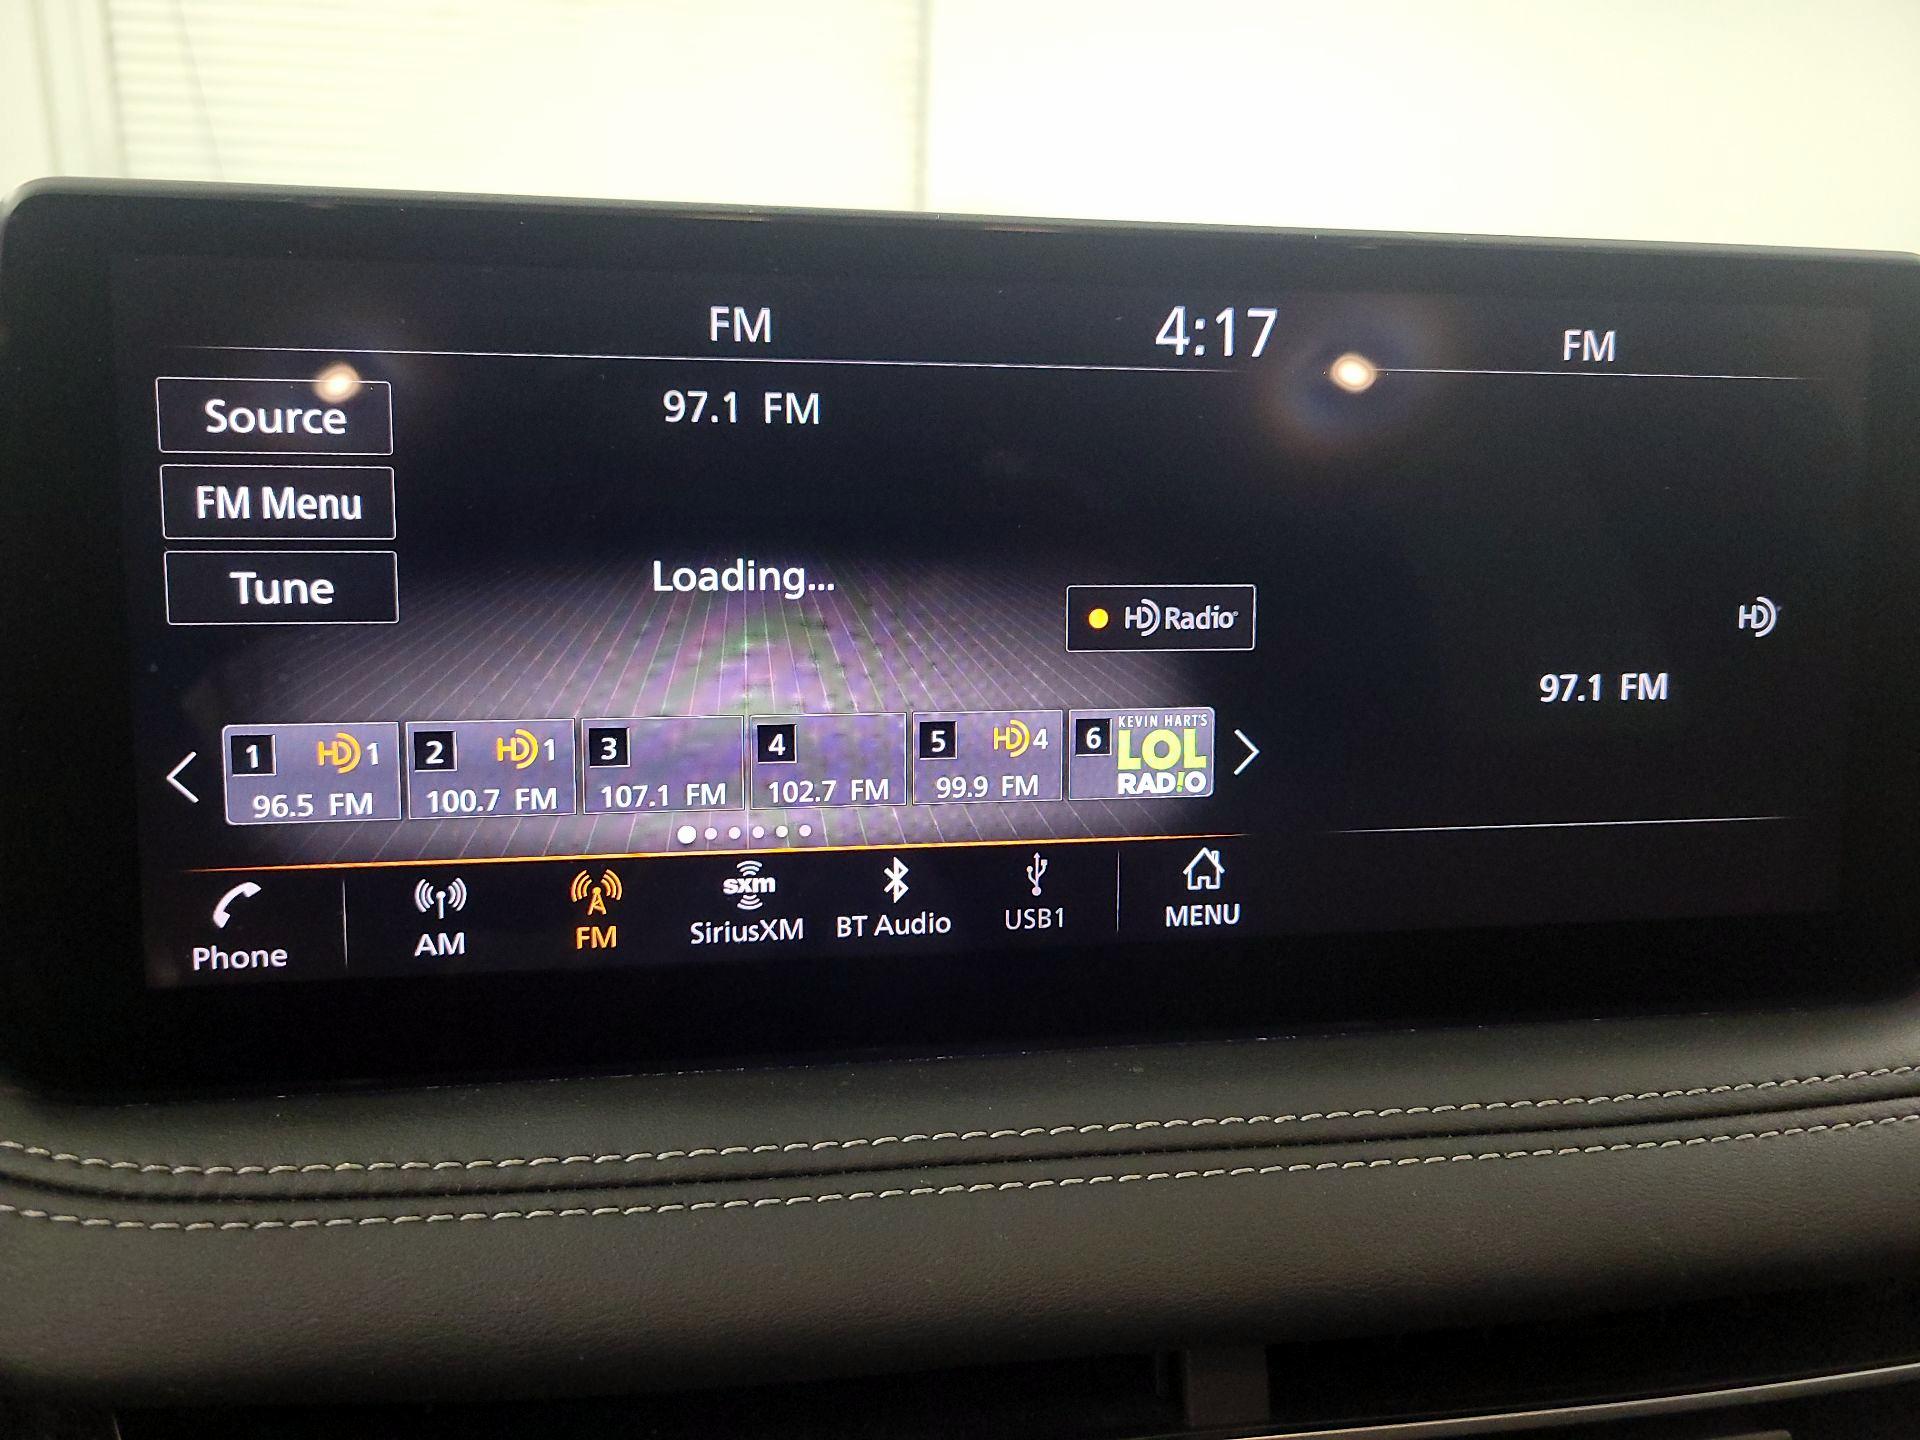 FM
4:17
FM
Source
97.1 FM
FM Menu
Tune
Loading...
HD Radio
HD
97.1 FM
1 HD 1
96.5 FM
2 HD 1
100.7 FM
3
107.1 FM
4
102.7 FM
5 HD 4
99.9 FM
6
KEVIN HART'S
LOL
RAD!O
Phone
AM
FM
sxm
SiriusXM
BT Audio
USB1
MENU